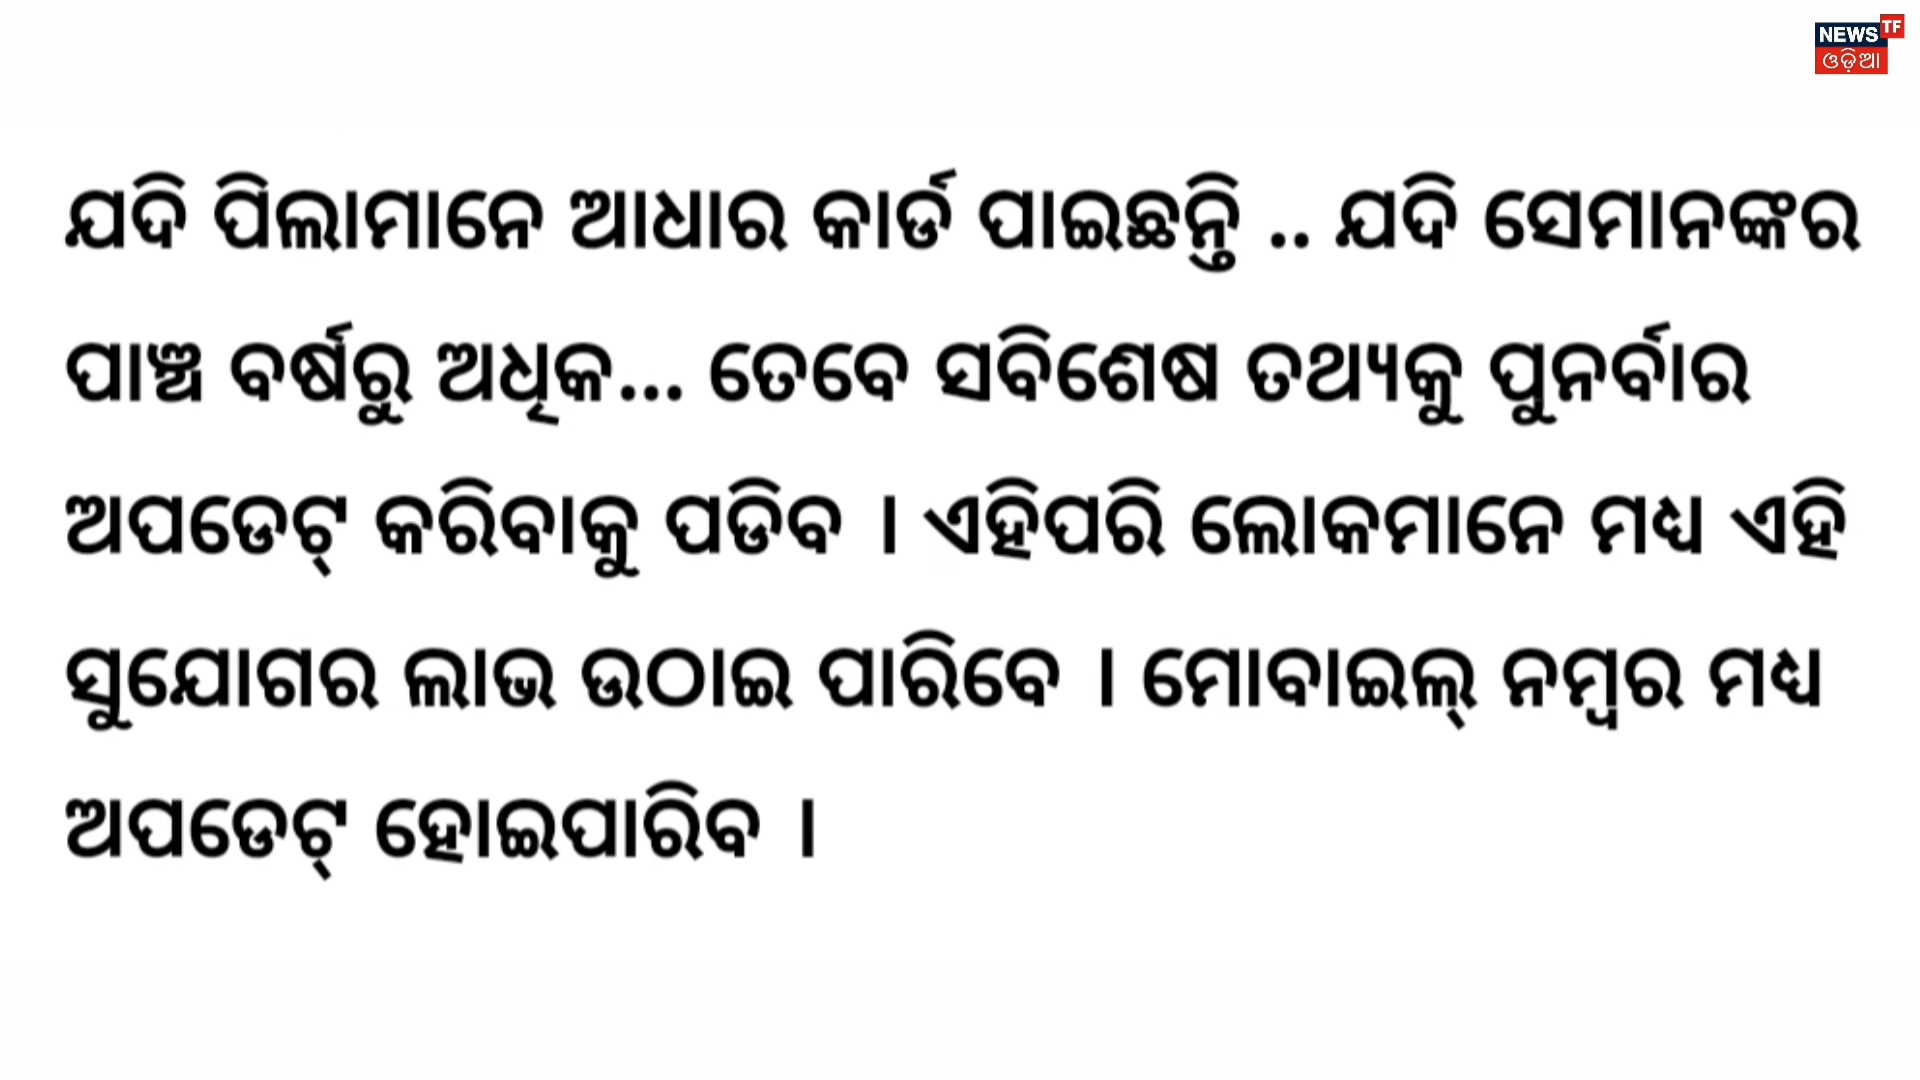 NEWS TF
ଓଡ଼ିଆ
ଯଦି ପିଲାମାନେ ଆଧାର କାର୍ଡ ପାଇଛନ୍ତି .. ଯଦି ସେମାନଙ୍କର
ପାଞ୍ଚ ବର୍ଷରୁ ଅଧିକ... ତେବେ ସବିଶେଷ ତଥ୍ୟକୁ ପୁନର୍ବାର
ଅପଡେଟ୍ କରିବାକୁ ପଡିବ । ଏହିପରି ଲୋକମାନେ ମଧ୍ୟ ଏହି
ସୁଯୋଗର ଲାଭ ଉଠାଇ ପାରିବେ । ମୋବାଇଲ୍ ନମ୍ବର ମଧ୍ୟ
ଅପଡେଟ୍ ହୋଇପାରିବ ।